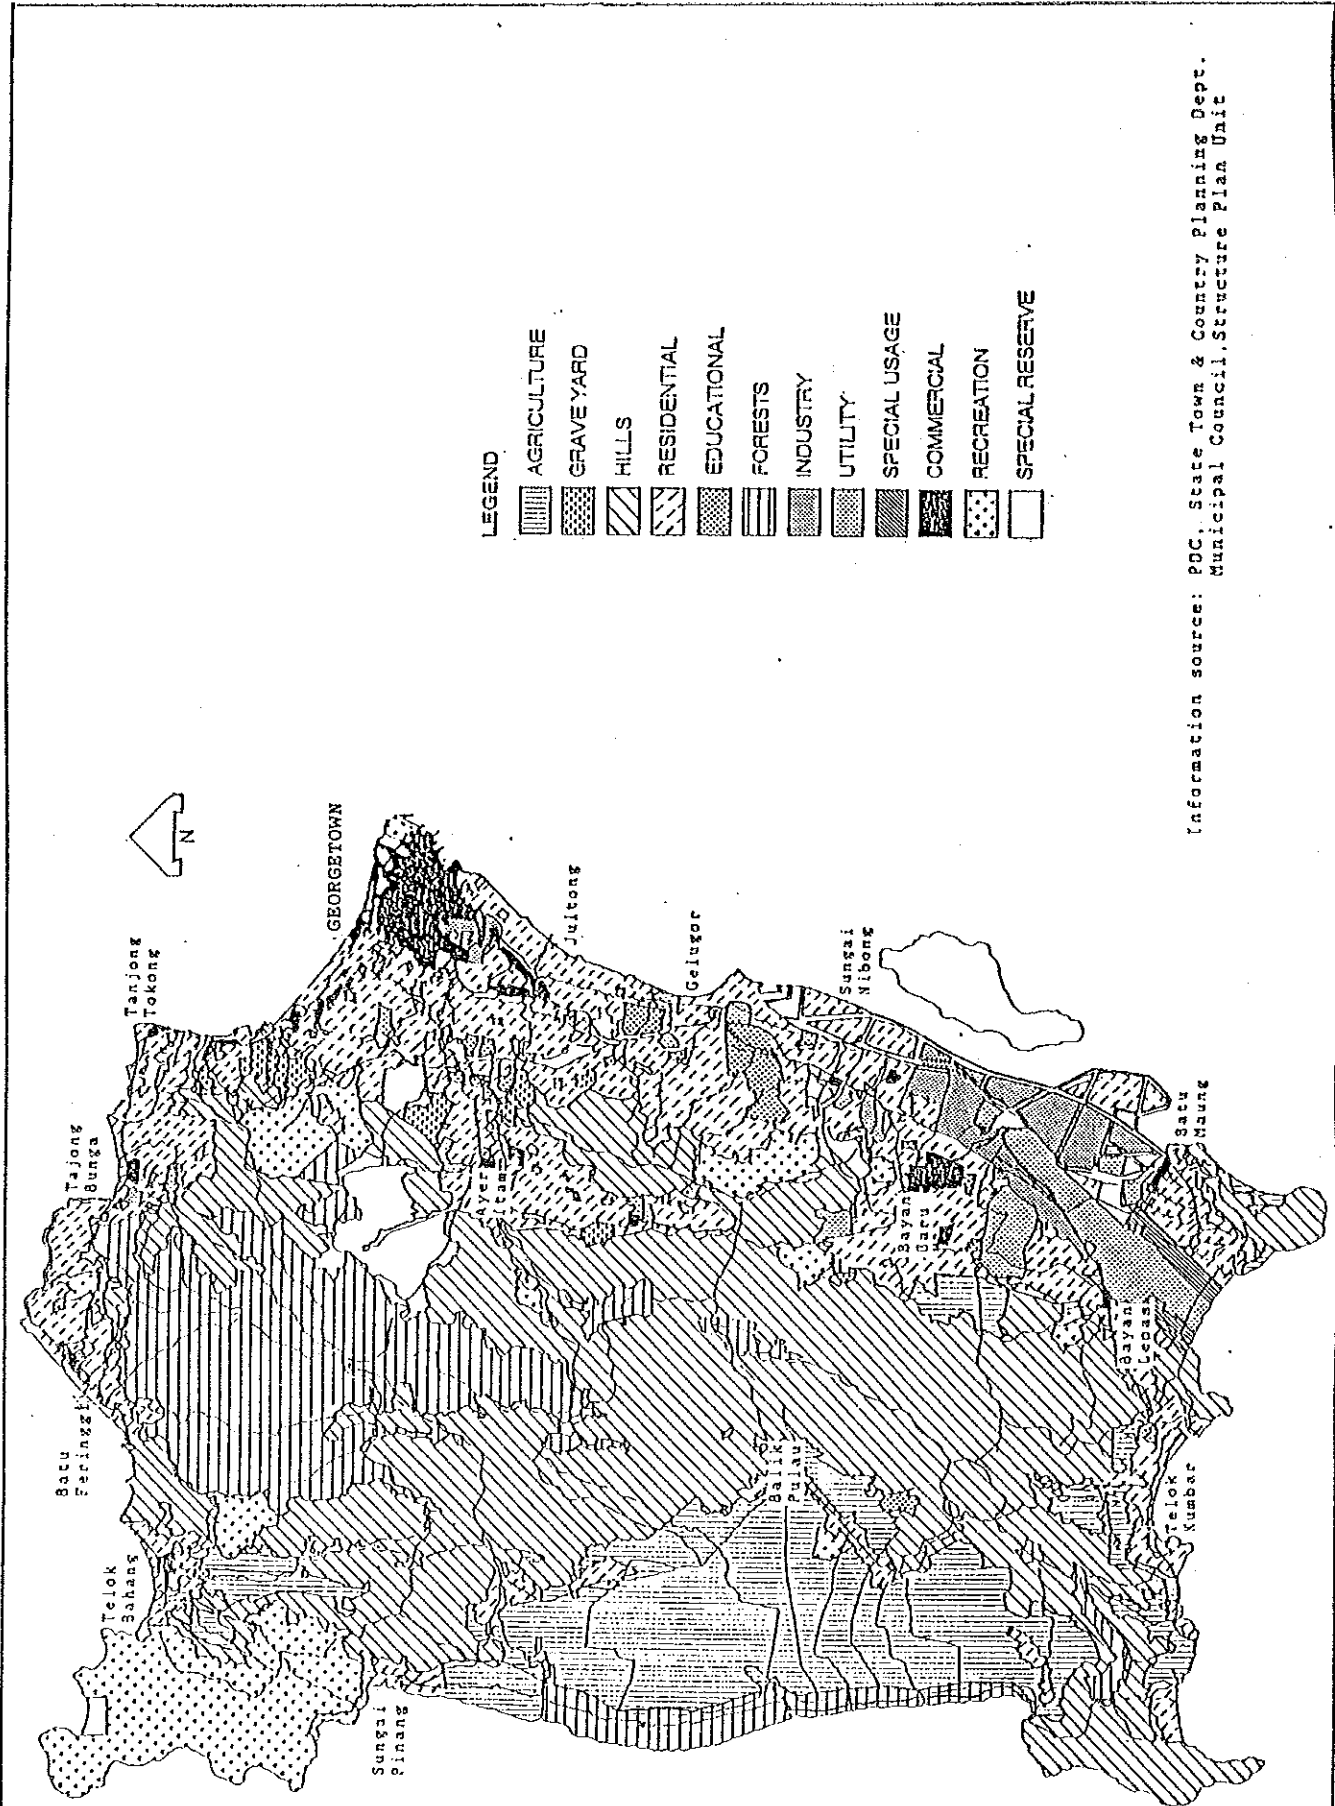 N
Tanjong
Tokong
GEORGETOWN
Tajong
Bunga
Batu
Feringgi
Telok
Bahang
Sungai
Pinang
Ayer
Itam
Jultong
Gelugor
Sungai
Nibong
Bayan
Baru
Balik
Pulau
Batu
Maung
Bayan
Lepas
Telok
Kumbar
LEGEND
AGRICULTURE
GRAVE YARD
HILLS
RESIDENTIAL
EDUCATIONAL
FORESTS
INDUSTRY
UTILITY
SPECIAL USAGE
COMMERCIAL
RECREATION
SPECIAL RESERVE
Information source: PDC, State Town & Country Planning Dept.
Municipal Council,Structure Plan Unit